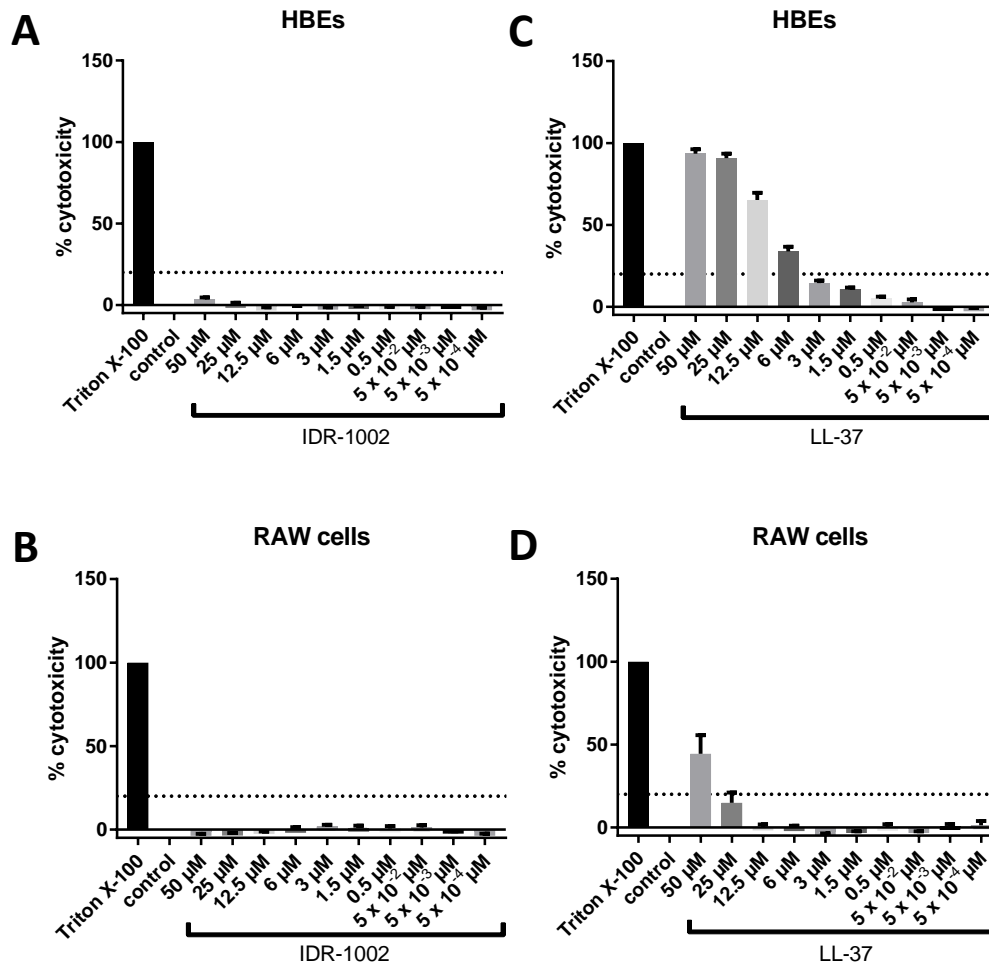 A
HBEs
% cytotoxicity
150
100
50
0
Triton X-100
control
50 µM
25 µM
12.5 µM
6 µM
3 µM
1.5 µM
0.5 µM
5 x 10-2 µM
5 x 10-3 µM
5 x 10-4 µM
IDR-1002
C
HBEs
% cytotoxicity
150
100
50
0
Triton X-100
control
50 µM
25 µM
12.5 µM
6 µM
3 µM
1.5 µM
0.5 µM
5 x 10-2 µM
5 x 10-3 µM
5 x 10-4 µM
LL-37
B
RAW cells
% cytotoxicity
150
100
50
0
Triton X-100
control
50 µM
25 µM
12.5 µM
6 µM
3 µM
1.5 µM
0.5 µM
5 x 10-2 µM
5 x 10-3 µM
5 x 10-4 µM
IDR-1002
D
RAW cells
% cytotoxicity
150
100
50
0
Triton X-100
control
50 µM
25 µM
12.5 µM
6 µM
3 µM
1.5 µM
0.5 µM
5 x 10-2 µM
5 x 10-3 µM
5 x 10-4 µM
LL-37